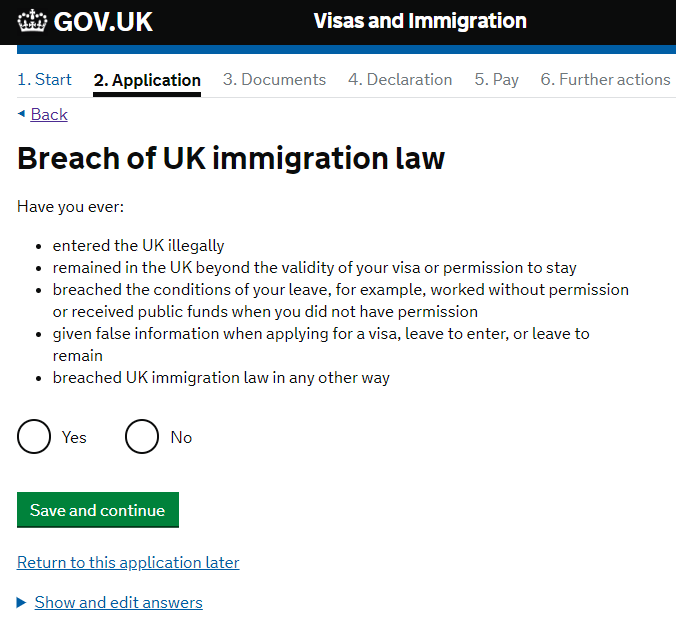 GOV.UK
Visas and Immigration
1. Start 2. Application 3. Documents 4. Declaration 5. Pay 6. Further actions
Back
Breach of UK immigration law
Have you ever:
• entered the UK illegally
• remained in the UK beyond the validity of your visa or permission to stay
• breached the conditions of your leave, for example, worked without permission
or received public funds when you did not have permission
• given false information when applying for a visa, leave to enter, or leave to
remain
• breached UK immigration law in any other way
Yes No
Save and continue
Return to this application later
Show and edit answers